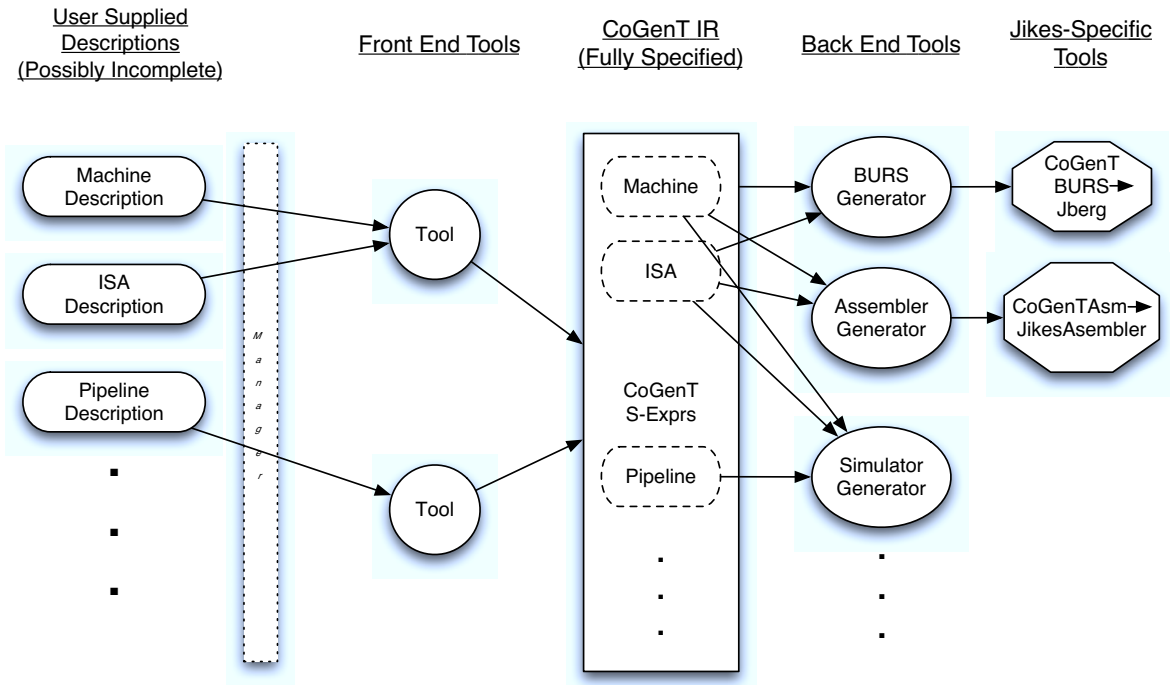 User Supplied
Descriptions
(Possibly Incomplete)
Front End Tools
CoGenT IR
(Fully Specified)
Back End Tools
Jikes-Specific
Tools
Machine
Description
ISA
Description
Pipeline
Description
Manager
Tool
Tool
Machine
ISA
CoGenT
S-Exprs
Pipeline
BURS
Generator
Assembler
Generator
Simulator
Generator
CoGenT
BURS→
Jberg
CoGenTAsm→
JikesAsembler